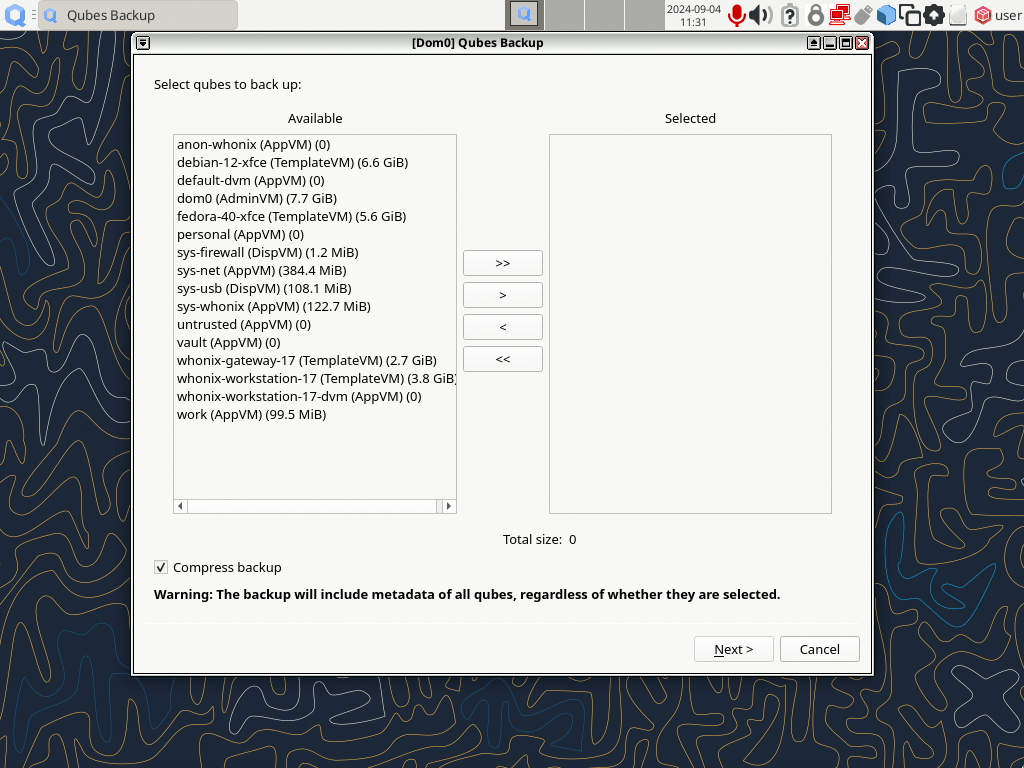 Qubes Backup
2024-09-04
11:31
user
[Dom0] Qubes Backup
Select qubes to back up:
Available
Selected
anon-whonix (AppVM) (0)
debian-12-xfce (TemplateVM) (6.6 GiB)
default-dvm (AppVM) (0)
dom0 (AdminVM) (7.7 GiB)
fedora-40-xfce (TemplateVM) (5.6 GiB)
personal (AppVM) (0)
sys-firewall (DispVM) (1.2 MiB)
sys-net (AppVM) (384.4 MiB)
sys-usb (DispVM) (108.1 MiB)
sys-whonix (AppVM) (122.7 MiB)
untrusted (AppVM) (0)
vault (AppVM) (0)
whonix-gateway-17 (TemplateVM) (2.7 GiB)
whonix-workstation-17 (TemplateVM) (3.8 GiB)
whonix-workstation-17-dvm (AppVM) (0)
work (AppVM) (99.5 MiB)
>>
>
<
<<
Total size: 0
Compress backup
Warning: The backup will include metadata of all qubes, regardless of whether they are selected.
Next >
Cancel